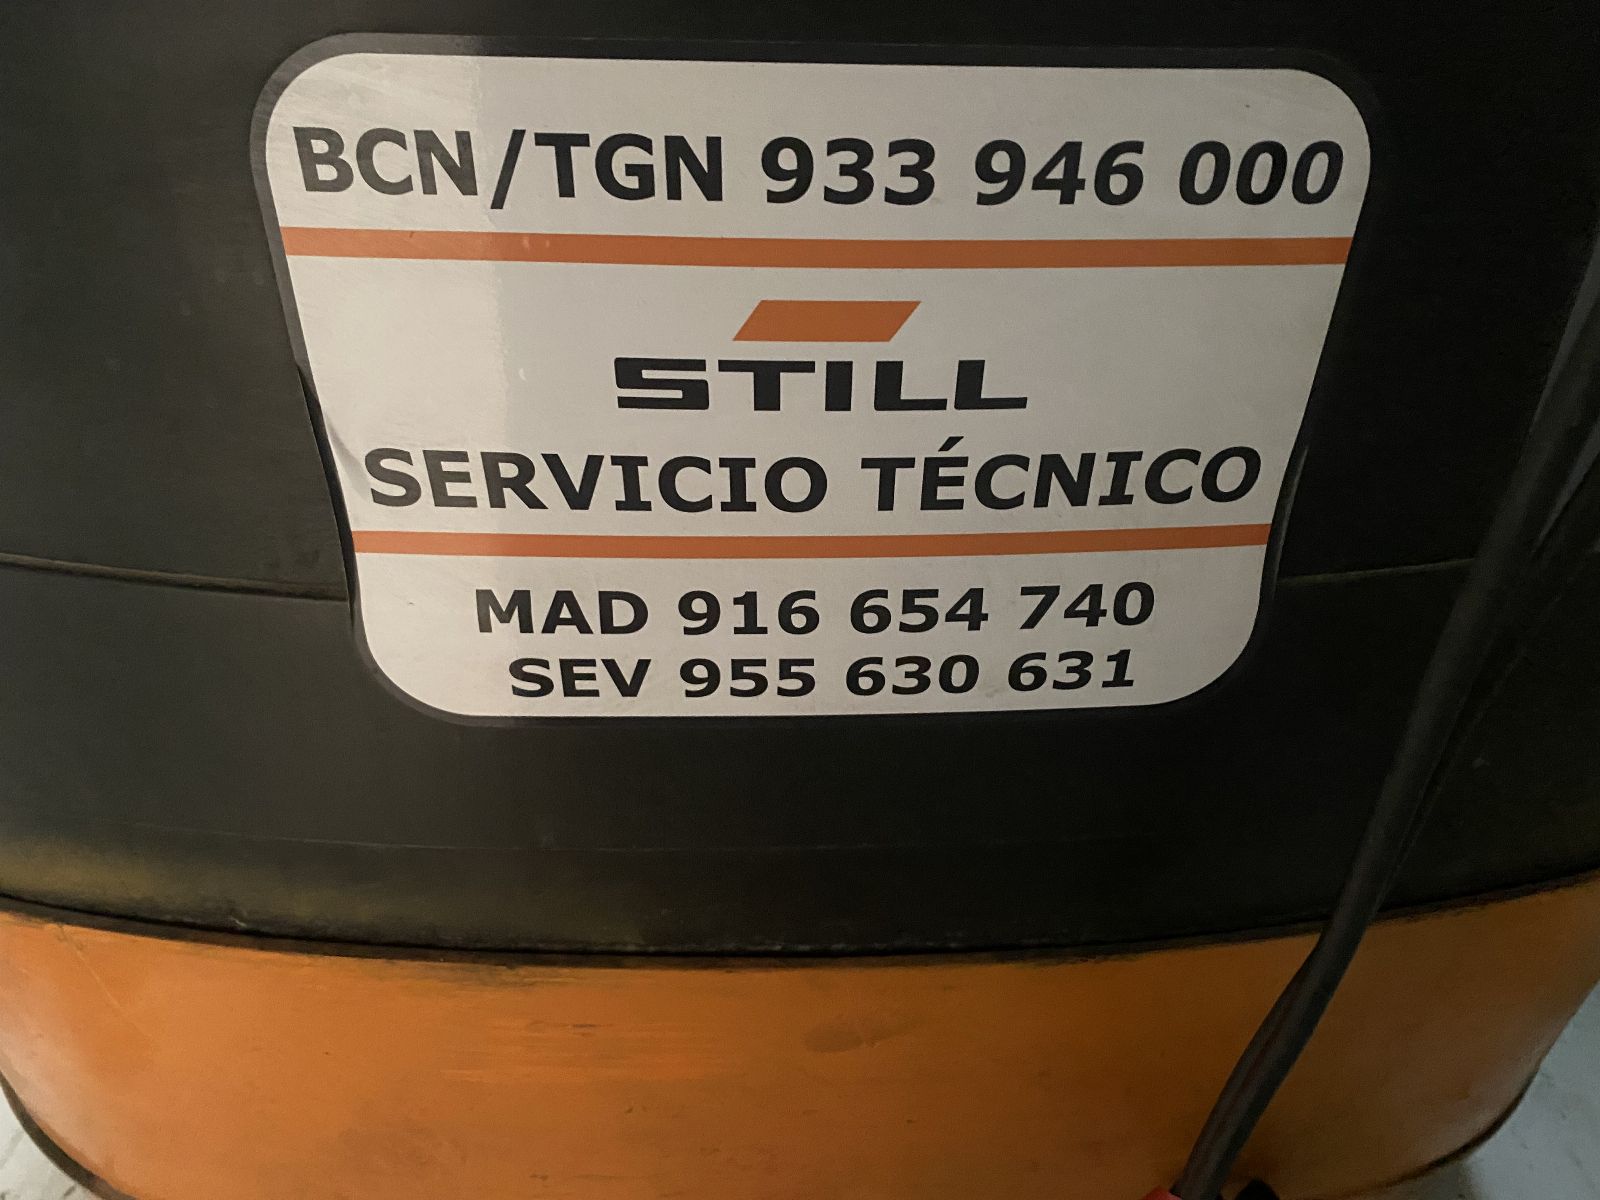 BCN/TGN 933 946 000
STILL
SERVICIO TÉCNICO
MAD 916 654 740
SEV 955 630 631